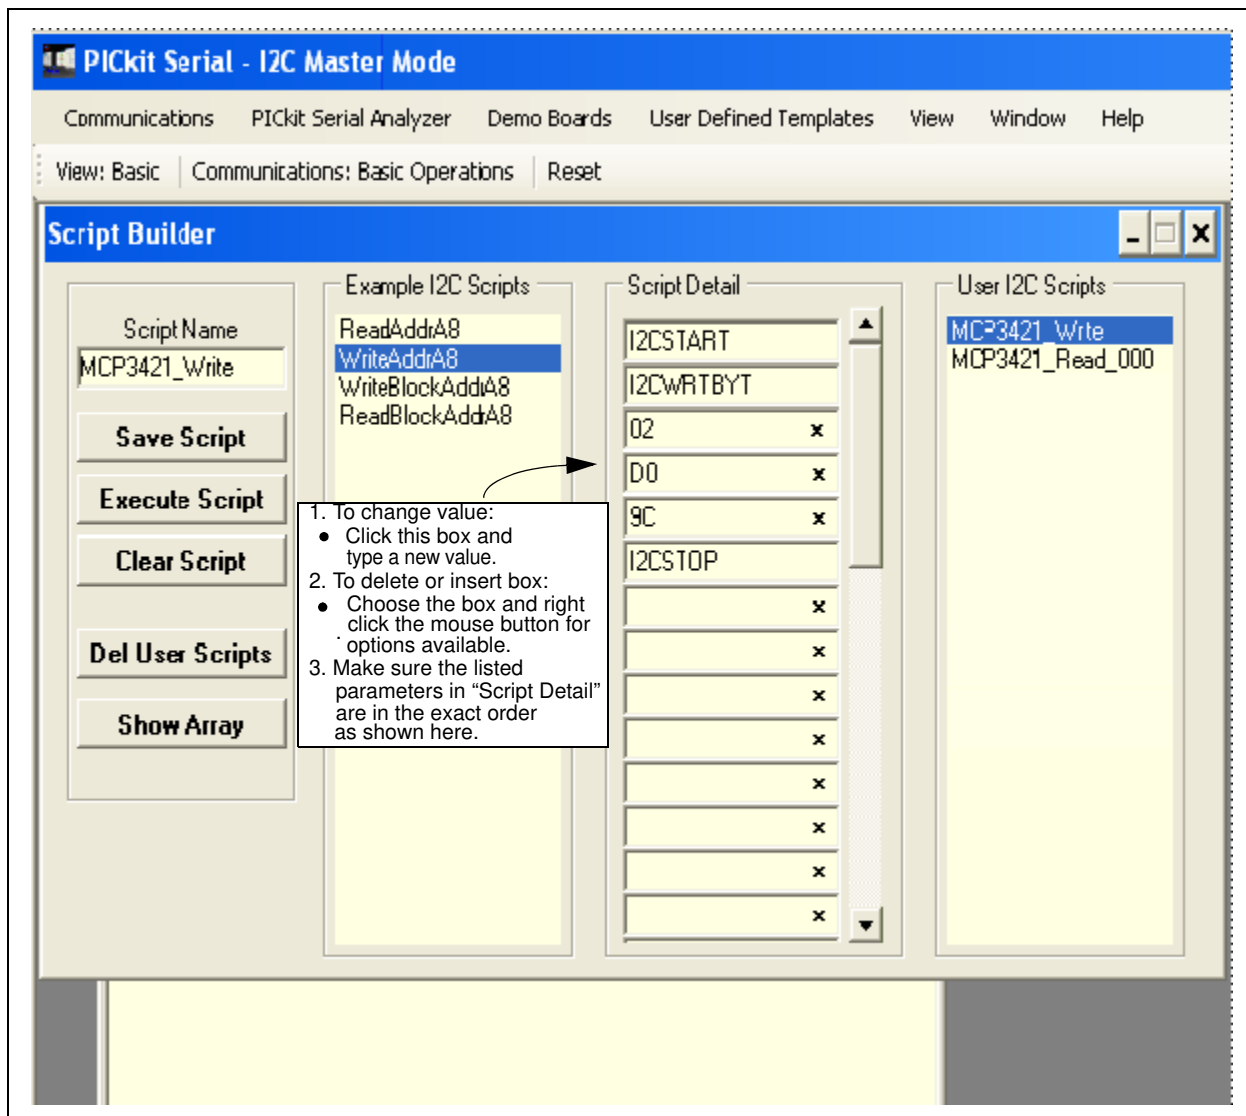 PICkit Serial - I2C Master Mode
Communications PICkit Serial Analyzer Demo Boards User Defined Templates View Window Help
View: Basic Communications: Basic Operations Reset
Script Builder
Script Name
MCP3421_Write
Save Script
Execute Script
Clear Script
Del User Scripts
Show Array
Example I2C Scripts
ReadAddrA8
WriteAddrA8
WriteBlockAddrA8
ReadBlockAddrA8
1. To change value:
• Click this box and
type a new value.
2. To delete or insert box:
• Choose the box and right
click the mouse button for
options available.
3. Make sure the listed
parameters in “Script Detail”
are in the exact order
as shown here.
Script Detail
I2CSTART
I2CWRTBYT
02
D0
9C
I2CSTOP
User I2C Scripts
MCP3421_Write
MCP3421_Read_000